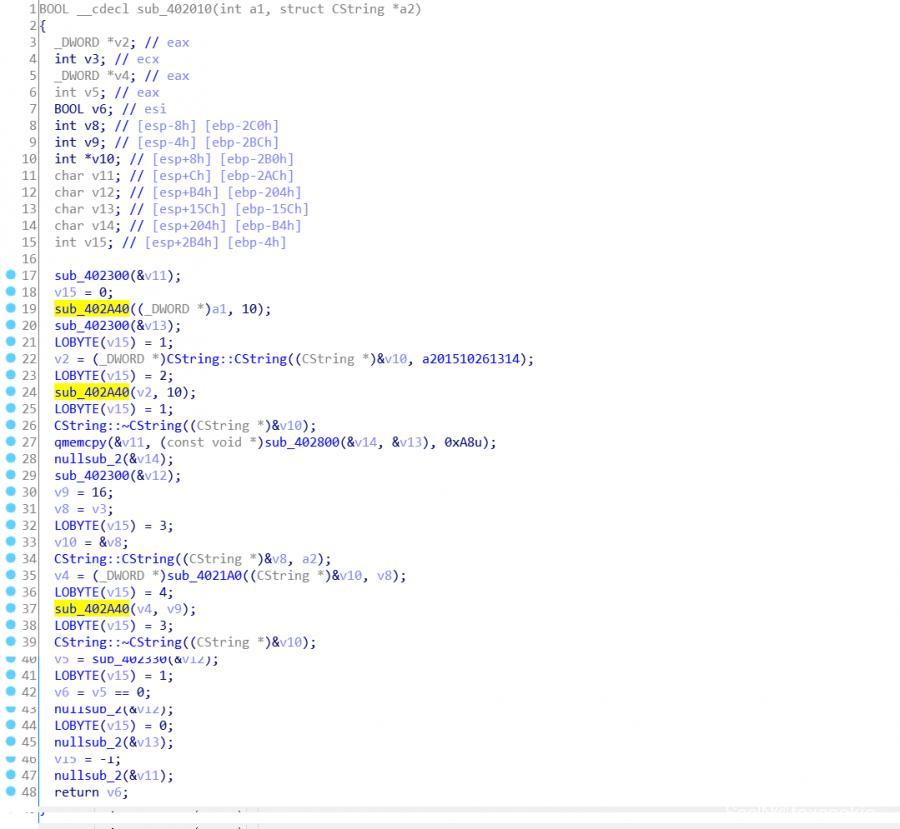 1 BOOL __cdecl sub_402010(int a1, struct CString *a2)
2 {
3 _DWORD *v2; // eax
4 int v3; // ecx
5 _DWORD *v4; // eax
6 int v5; // eax
7 BOOL v6; // esi
8 int v8; // [esp-8h] [ebp-2C0h]
9 int v9; // [esp-4h] [ebp-2BCh]
10 int *v10; // [esp+8h] [ebp-2B0h]
11 char v11; // [esp+Ch] [ebp-2ACh]
12 char v12; // [esp+B4h] [ebp-204h]
13 char v13; // [esp+15Ch] [ebp-15Ch]
14 char v14; // [esp+204h] [ebp-B4h]
15 int v15; // [esp+2B4h] [ebp-4h]
16
17 sub_402300(&v11);
18 v15 = 0;
19 sub_402A40((_DWORD *)a1, 10);
20 sub_402300(&v13);
21 LOBYTE(v15) = 1;
22 v2 = (_DWORD *)CString::CString((CString *)&v10, a201510261314);
23 LOBYTE(v15) = 2;
24 sub_402A40(v2, 10);
25 LOBYTE(v15) = 1;
26 CString::~CString((CString *)&v10);
27 qmemcpy(&v11, (const void *)sub_402800(&v14, &v13), 0xA8u);
28 nullsub_2(&v14);
29 sub_402300(&v12);
30 v9 = 16;
31 v8 = v3;
32 LOBYTE(v15) = 3;
33 v10 = &v8;
34 CString::CString((CString *)&v8, a2);
35 v4 = (_DWORD *)sub_4021A0((CString *)&v10, v8);
36 LOBYTE(v15) = 4;
37 sub_402A40(v4, v9);
38 LOBYTE(v15) = 3;
39 CString::~CString((CString *)&v10);
40 v5 = sub_402330(&v12);
41 LOBYTE(v15) = 1;
42 v6 = v5 == 0;
43 nullsub_2(&v12);
44 LOBYTE(v15) = 0;
45 nullsub_2(&v13);
46 v15 = -1;
47 nullsub_2(&v11);
48 return v6;